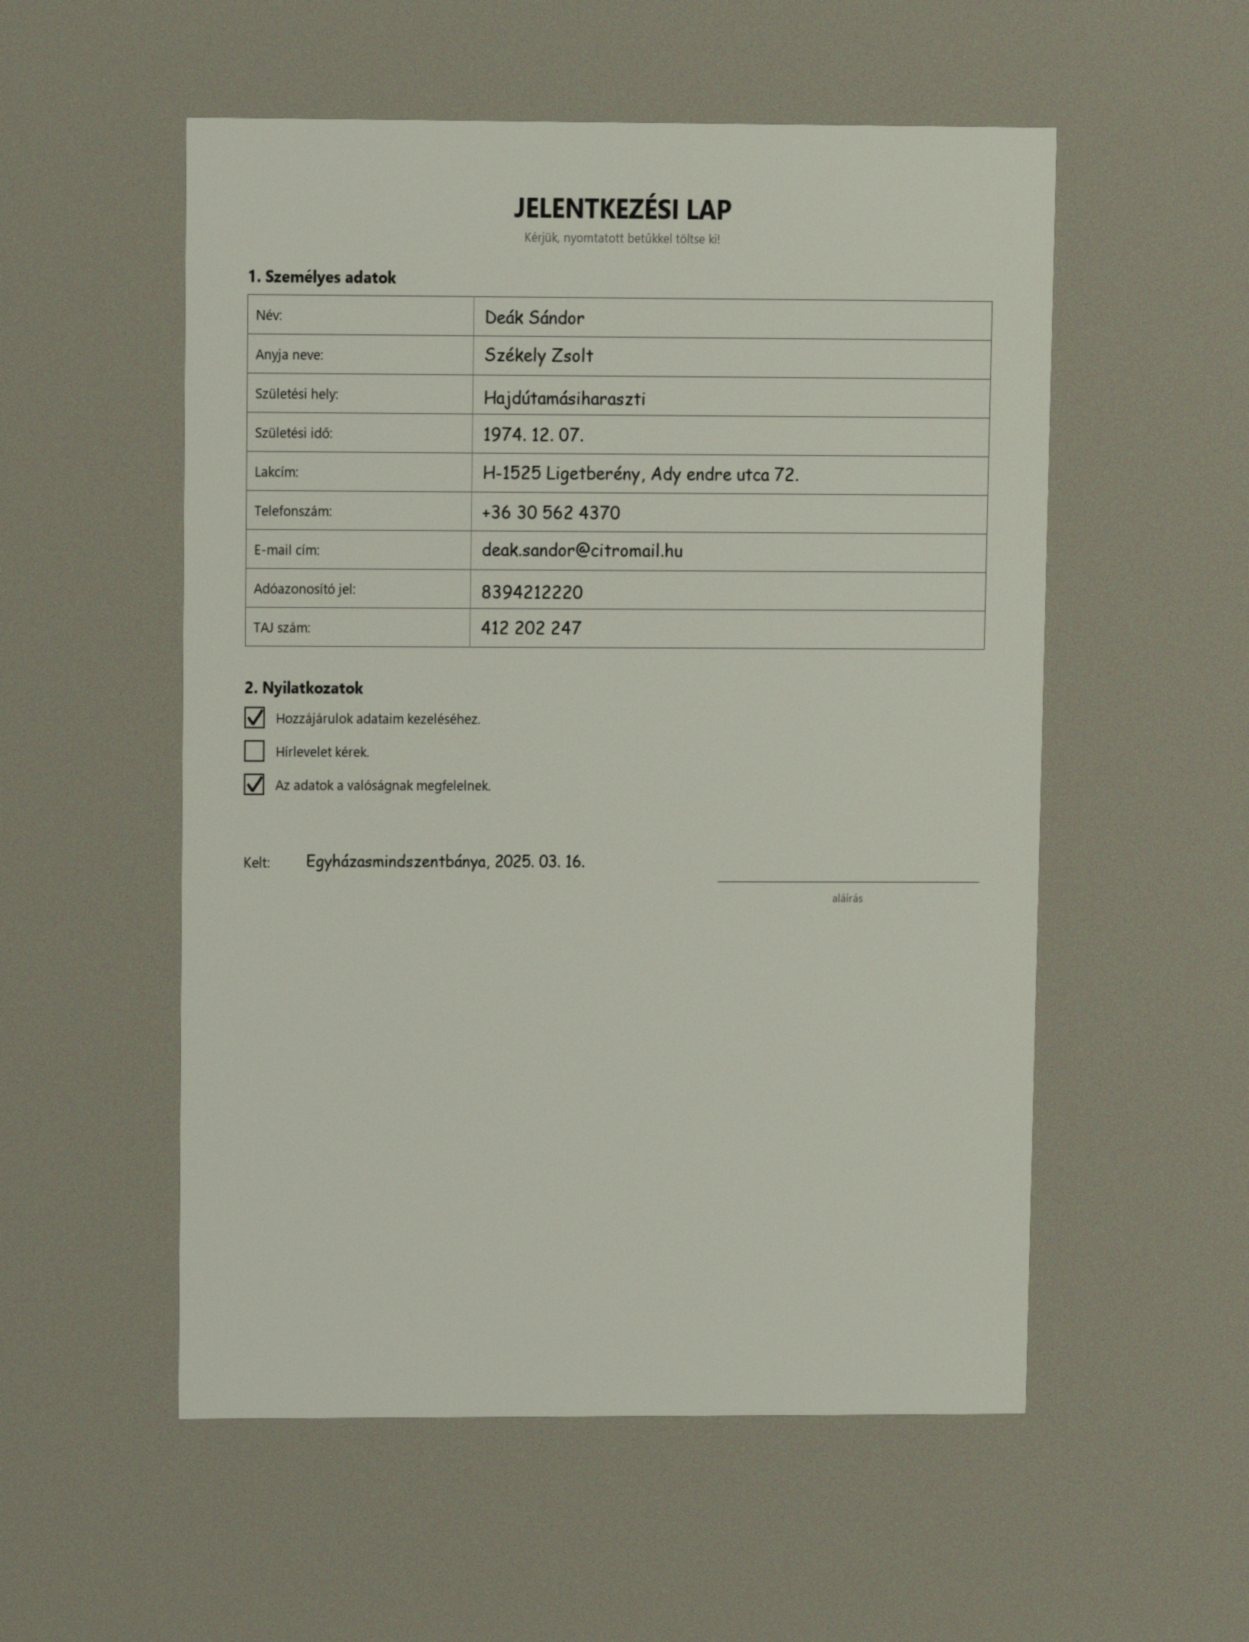 JELENTKEZÉSI LAP
Kérjük, nyomtatott betűkkel töltse ki!
1. Személyes adatok
Név: Deák Sándor
Anyja neve: Székely Zsolt
Születési hely: Hajdútamásiharaszti
Születési idő: 1974. 12. 07.
Lakcím: H-1525 Ligetberény, Ady endre utca 72.
Telefonszám: +36 30 562 4370
E-mail cím: deak.sandor@citromail.hu
Adóazonosító jel: 8394212220
TAJ szám: 412 202 247
2. Nyilatkozatok
Hozzájárulok adataim kezeléséhez.
Hírlevelet kérek.
Az adatok a valóságnak megfelelnek.
Kelt: Egyházasmindszentbánya, 2025. 03. 16.
aláírás